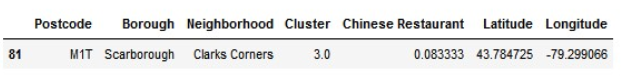 Postcode Borough Neighborhood Cluster Chinese Restaurant Latitude Longitude
81 M1T Scarborough Clarks Corners 3.0 0.083333 43.784725 -79.299066